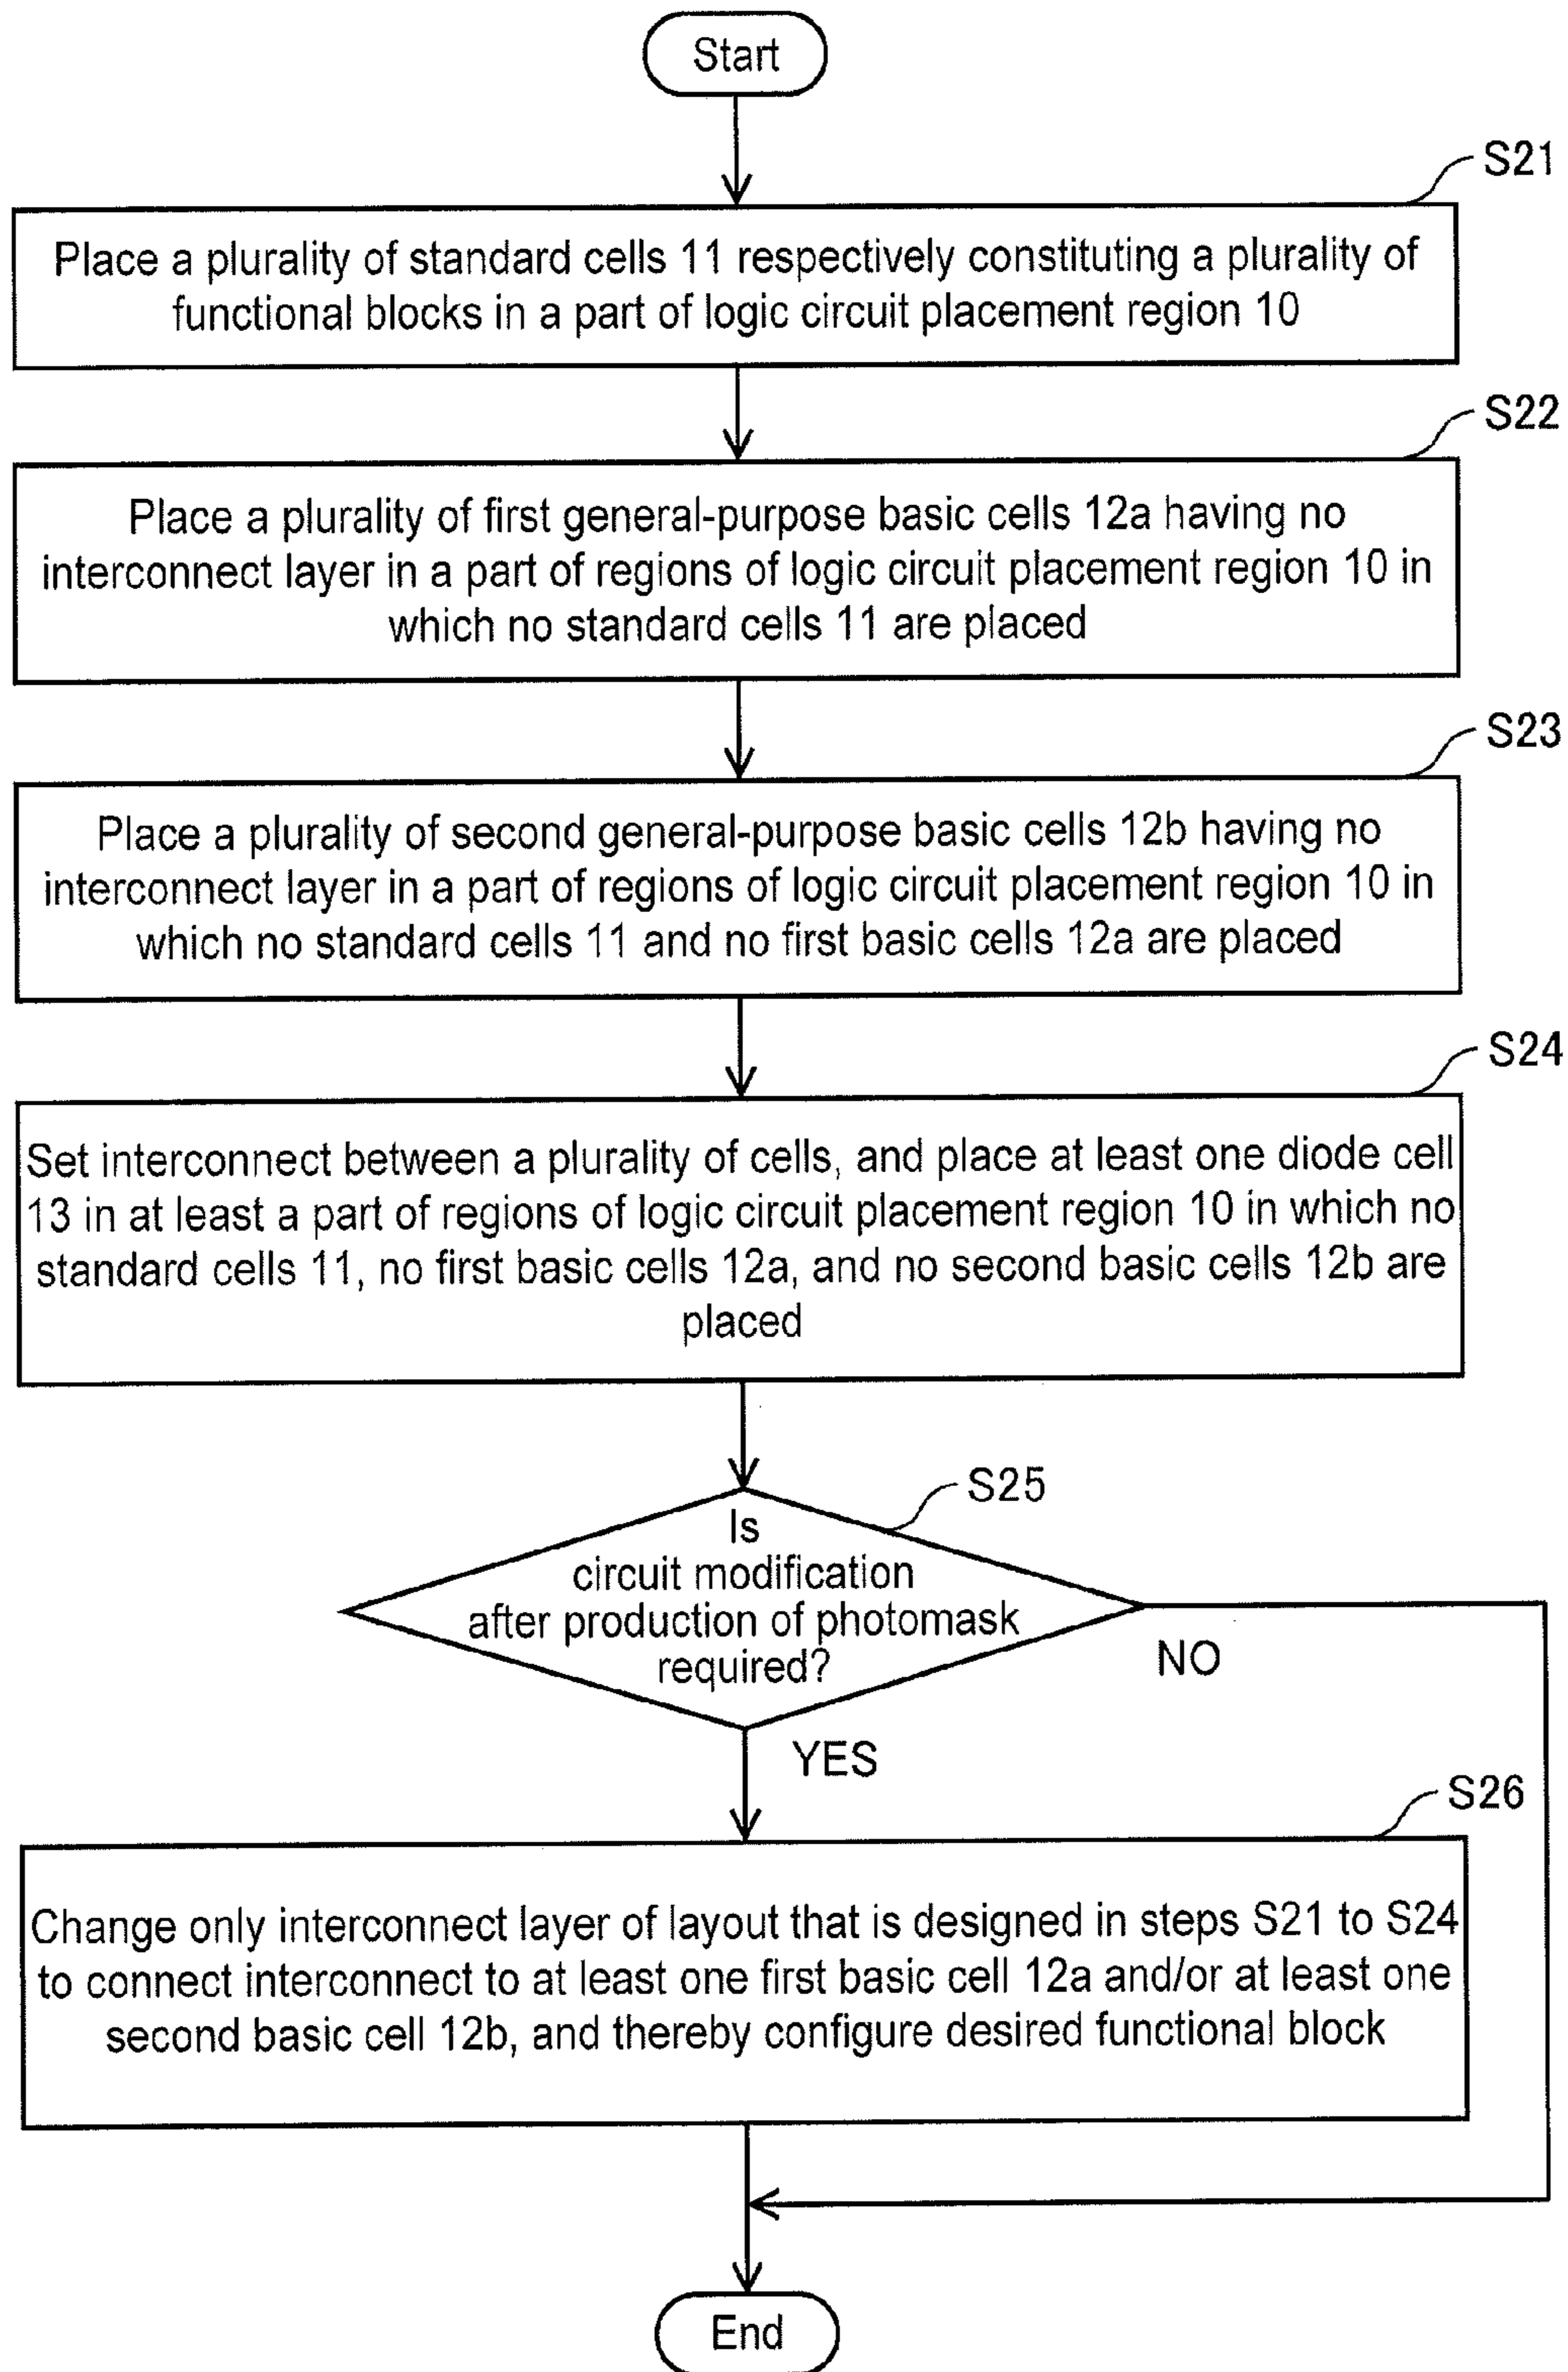 Start
S21
Place a plurality of standard cells 11 respectively constituting a plurality of
functional blocks in a part of logic circuit placement region 10
S22
Place a plurality of first general-purpose basic cells 12a having no
interconnect layer in a part of regions of logic circuit placement region 10 in
which no standard cells 11 are placed
S23
Place a plurality of second general-purpose basic cells 12b having no
interconnect layer in a part of regions of logic circuit placement region 10 in
which no standard cells 11 and no first basic cells 12a are placed
S24
Set interconnect between a plurality of cells, and place at least one diode cell
13 in at least a part of regions of logic circuit placement region 10 in which no
standard cells 11, no first basic cells 12a, and no second basic cells 12b are
placed
S25
Is
circuit modification
after production of photomask
required?
NO
YES
S26
Change only interconnect layer of layout that is designed in steps S21 to S24
to connect interconnect to at least one first basic cell 12a and/or at least one
second basic cell 12b, and thereby configure desired functional block
End